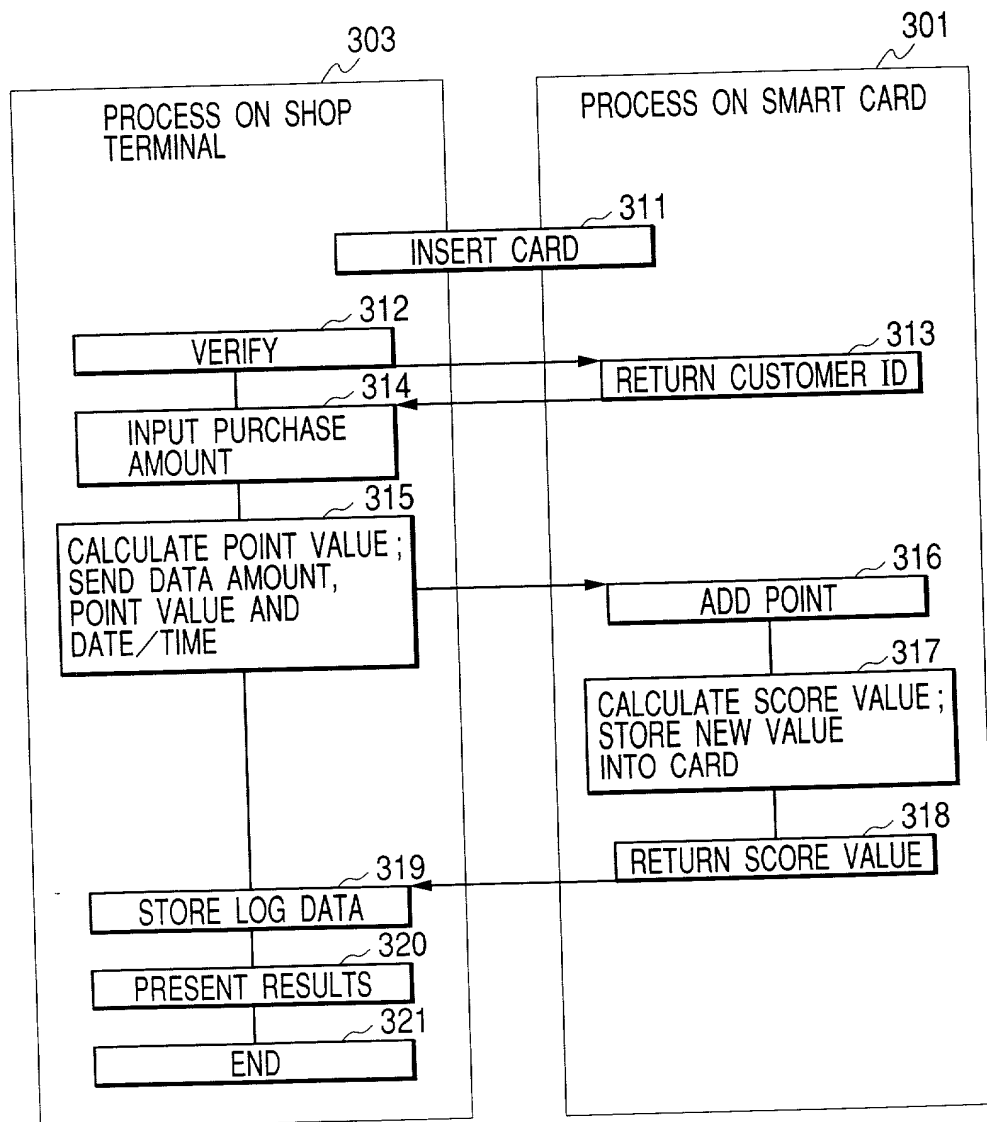 303
301
PROCESS ON SHOP
TERMINAL
PROCESS ON SMART CARD
311
INSERT CARD
312
VERIFY
313
RETURN CUSTOMER ID
314
INPUT PURCHASE
AMOUNT
315
CALCULATE POINT VALUE;
SEND DATA AMOUNT,
POINT VALUE AND
DATE/TIME
316
ADD POINT
317
CALCULATE SCORE VALUE;
STORE NEW VALUE
INTO CARD
318
RETURN SCORE VALUE
319
STORE LOG DATA
320
PRESENT RESULTS
321
END